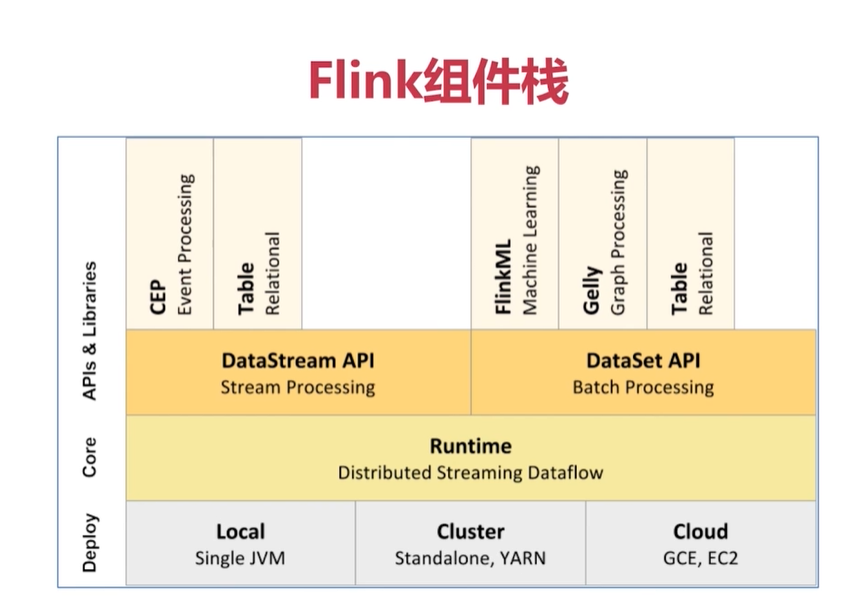 Flink组件栈
APIs & Libraries
CEP
Event Processing
Table
Relational
FlinkML
Machine Learning
Gelly
Graph Processing
Table
Relational
DataStream API
Stream Processing
DataSet API
Batch Processing
Core
Runtime
Distributed Streaming Dataflow
Deploy
Local
Single JVM
Cluster
Standalone, YARN
Cloud
GCE, EC2